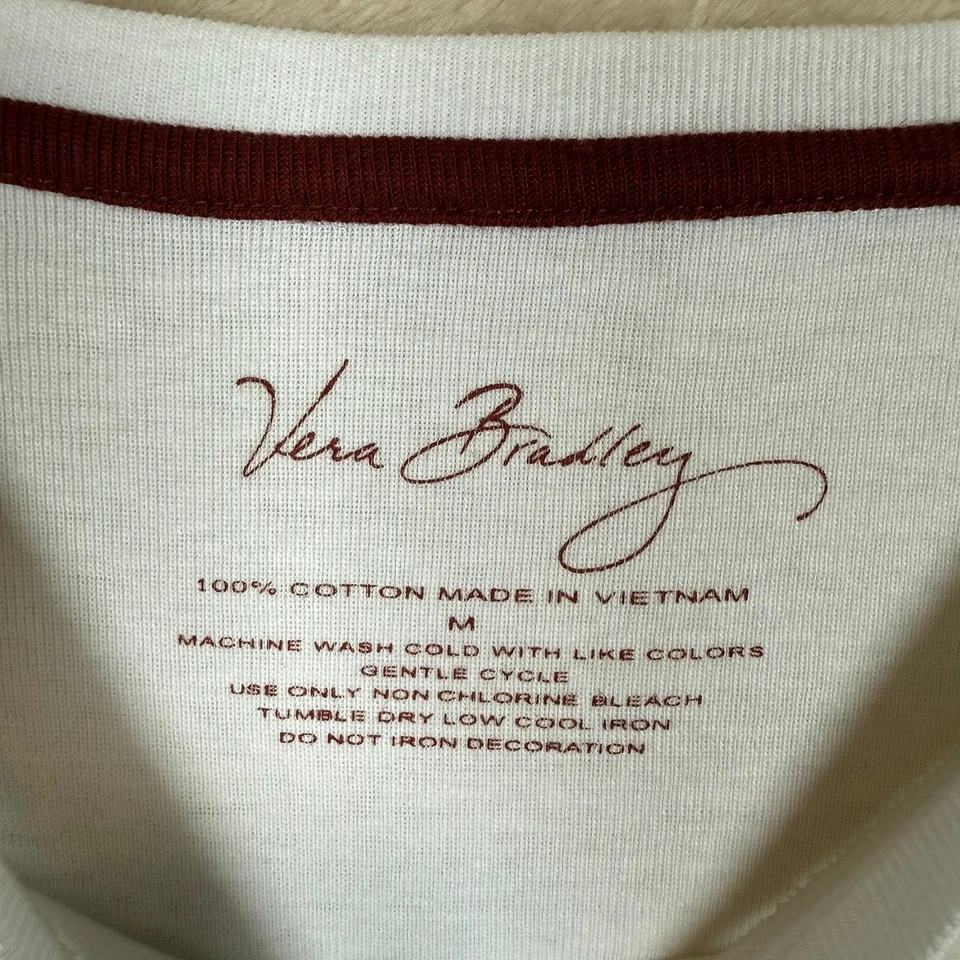 Vera Bradley
100% COTTON MADE IN VIETNAM
M
MACHINE WASH COLD WITH LIKE COLORS
GENTLE CYCLE
USE ONLY NON CHLORINE BLEACH
TUMBLE DRY LOW COOL IRON
DO NOT IRON DECORATION